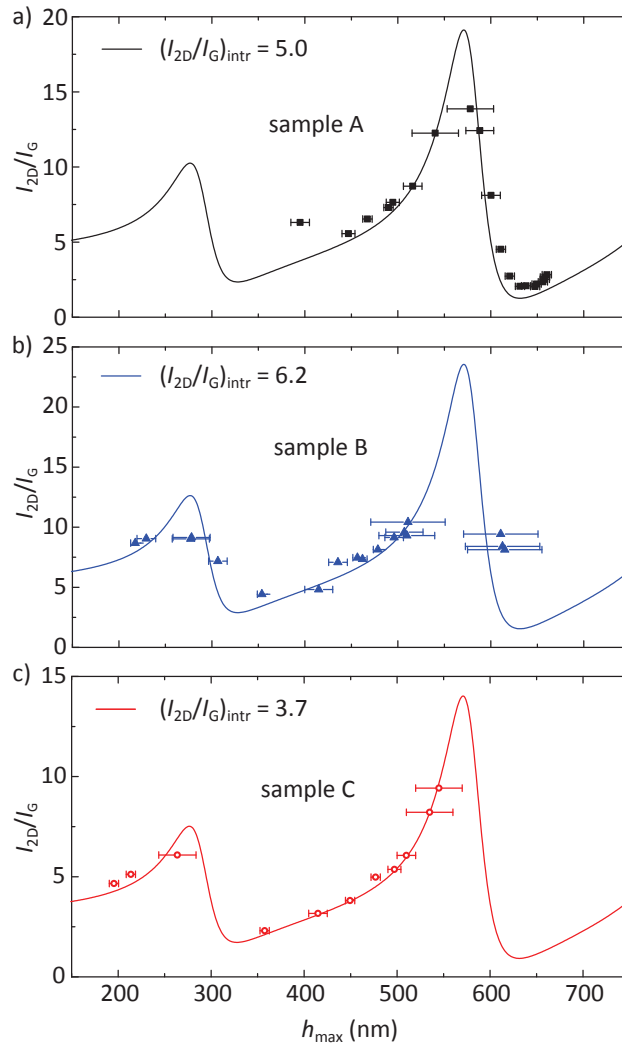 a)
(I2D/IG)intr = 5.0
sample A
I2D/IG
20
15
10
5
0
b)
(I2D/IG)intr = 6.2
sample B
I2D/IG
25
20
15
10
5
0
c)
(I2D/IG)intr = 3.7
sample C
I2D/IG
15
10
5
0
200 300 400 500 600 700
hmax (nm)